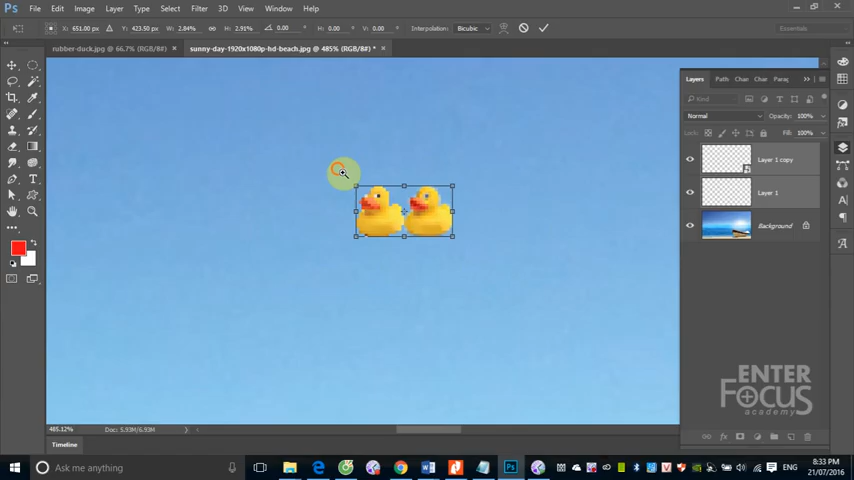 Ps File Edit Image Layer Type Select Filter 3D View Window Help
X: 651.00 px Y: 423.50 px W: 2.84% H: 2.91% 0.00 H: 0.00 V: 0.00 Interpolation: Bicubic Essentials
rubber-duck.jpg @ 66.7% (RGB/8#) × sunny-day-1920x1080p-hd-beach.jpg @ 485% (RGB/8#) * ×
Layers Path Char Char Parag
Kind
Normal Opacity: 100%
Lock: Fill: 100%
Layer 1 copy
Layer 1
Background
ENTER
FOCUS
academy
485.12% Doc: 5.93M/6.93M
Timeline
Ask me anything
ENG
8:33 PM
21/07/2016